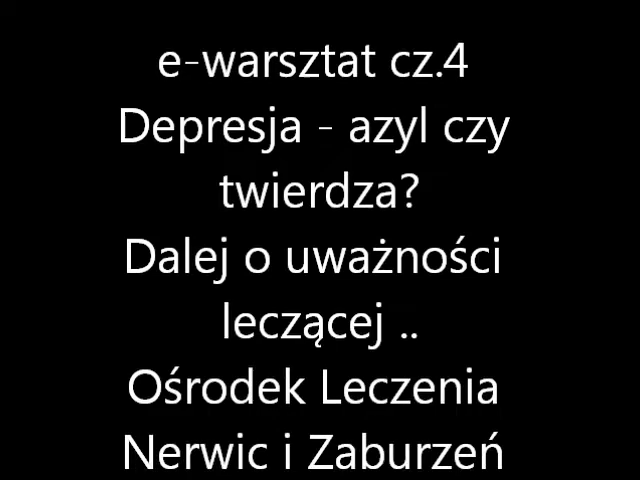 e-warsztat cz.4
Depresja - azyl czy
twierdza?
Dalej o uważności
leczącej ..
Ośrodek Leczenia
Nerwic i Zaburzeń